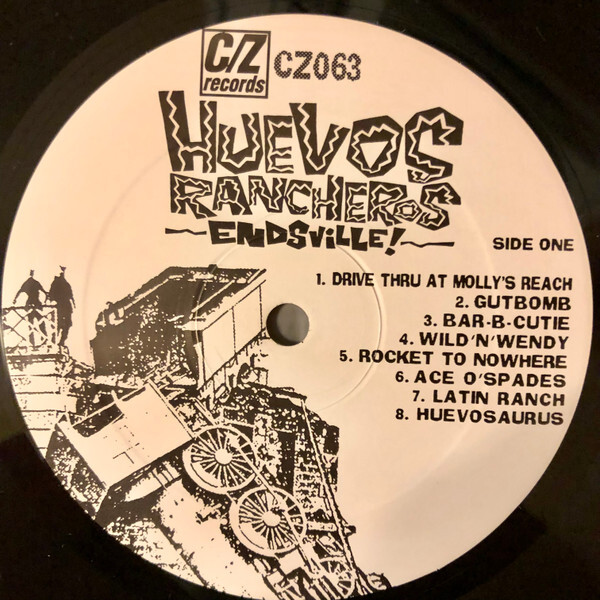 C/Z
records
CZ063
HUEVOS
RANCHEROS
ENDSVILLE!
SIDE ONE
1. DRIVE THRU AT MOLLY'S REACH
2. GUTBOMB
3. BAR-B-CUTIE
4. WILD'N'WENDY
5. ROCKET TO NOWHERE
6. ACE O'SPADES
7. LATIN RANCH
8. HUEVOSAURUS